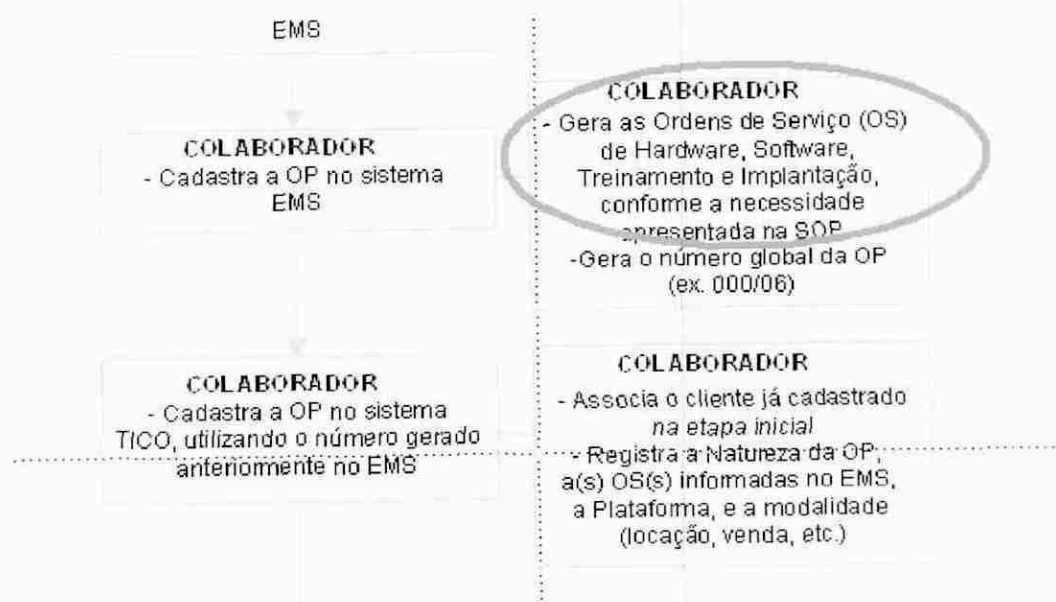 EMS
COLABORADOR
- Cadastra a OP no sistema
EMS
COLABORADOR
- Gera as Ordens de Serviço (OS)
de Hardware, Software,
Treinamento e Implantação,
conforme a necessidade
apresentada na SOP
-Gera o número global da OP
(ex. 000/06)
COLABORADOR
- Cadastra a OP no sistema
TICO, utilizando o número gerado
anteriormente no EMS
COLABORADOR
- Associa o cliente já cadastrado
na etapa inicial
- Registra a Natureza da OP,
a(s) OS(s) informadas no EMS,
a Plataforma, e a modalidade
(locação, venda, etc.)